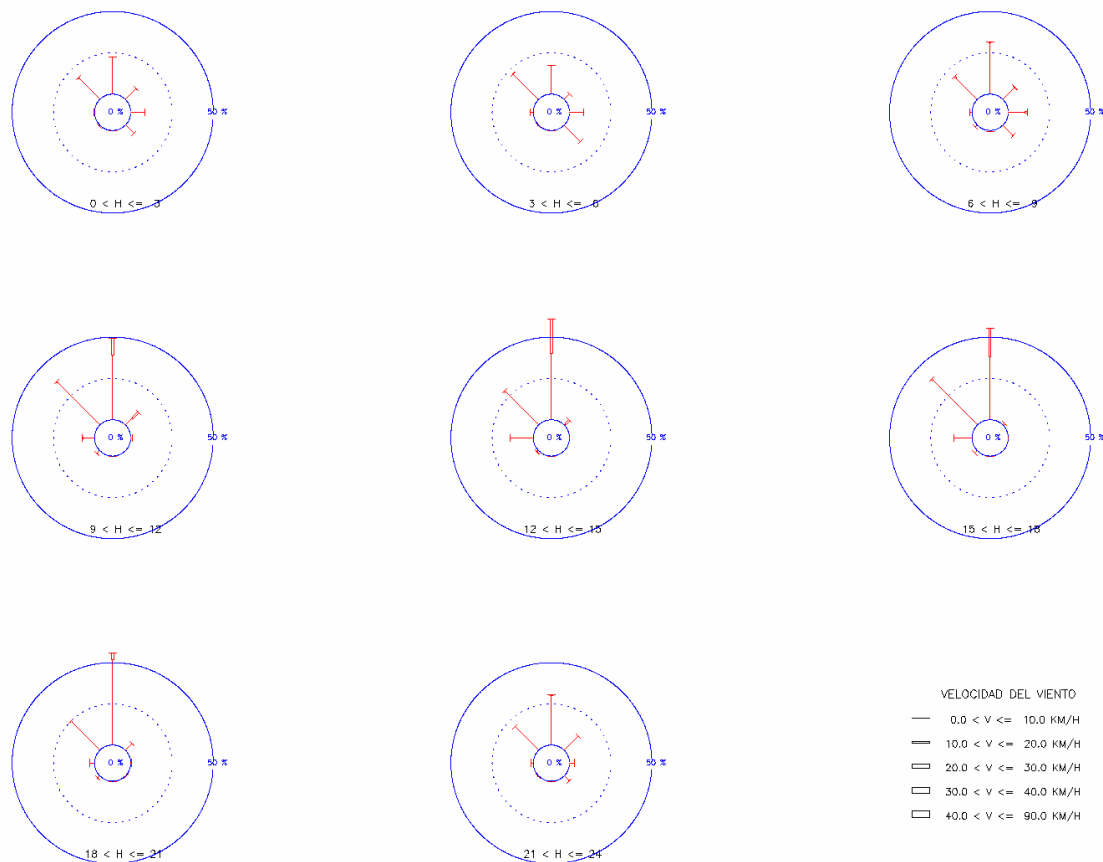 0 %
50 %
0 < H <= 3
0 %
50 %
3 < H <= 6
0 %
50 %
6 < H <= 9
0 %
50 %
9 < H <= 12
0 %
50 %
12 < H <= 15
0 %
50 %
15 < H <= 18
0 %
50 %
18 < H <= 21
0 %
50 %
21 < H <= 24
VELOCIDAD DEL VIENTO
0.0 < V <= 10.0 KM/H
10.0 < V <= 20.0 KM/H
20.0 < V <= 30.0 KM/H
30.0 < V <= 40.0 KM/H
40.0 < V <= 90.0 KM/H